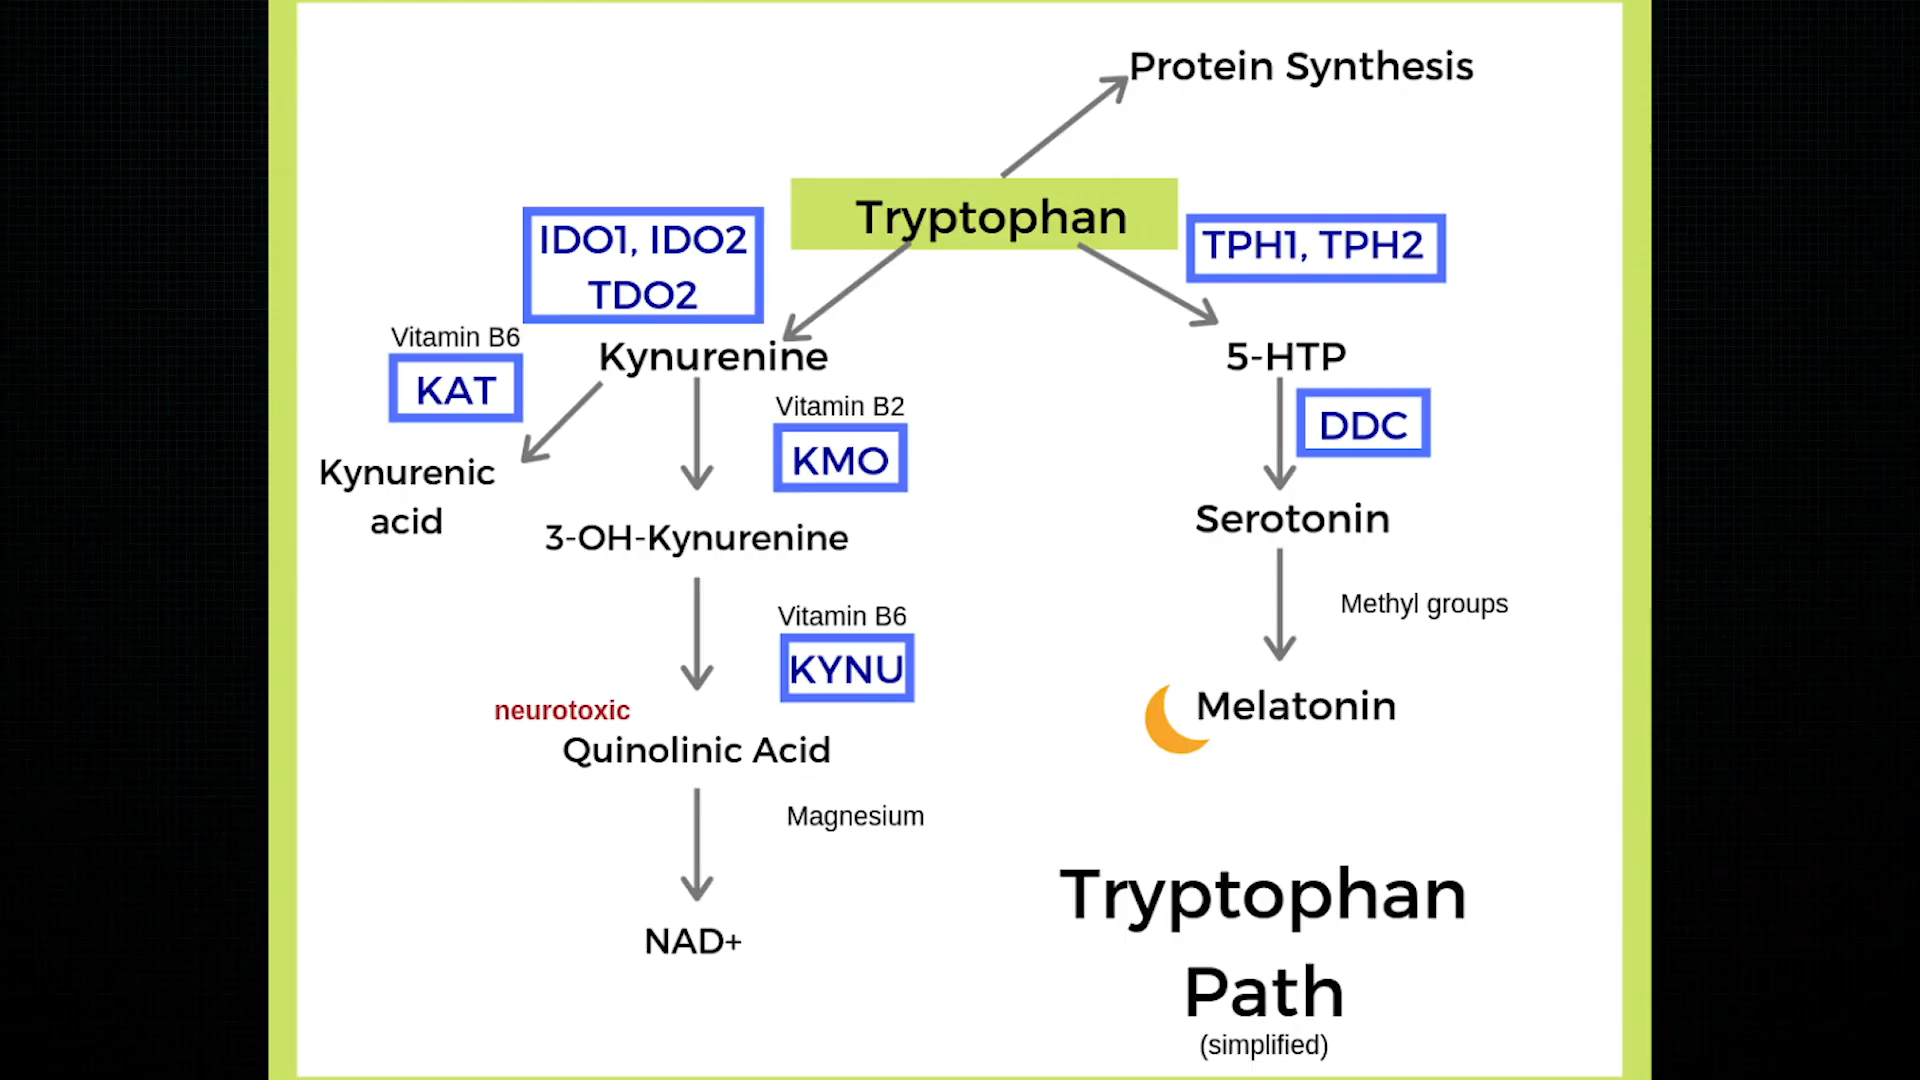 Protein Synthesis
Tryptophan
IDO1, IDO2
TDO2
TPH1, TPH2
Vitamin B6
KAT
Kynurenine
5-HTP
Vitamin B2
KMO
DDC
Kynurenic
acid
3-OH-Kynurenine
Serotonin
Vitamin B6
KYNU
Methyl groups
neurotoxic
Quinolinic Acid
Melatonin
Magnesium
NAD+
Tryptophan
Path
(simplified)